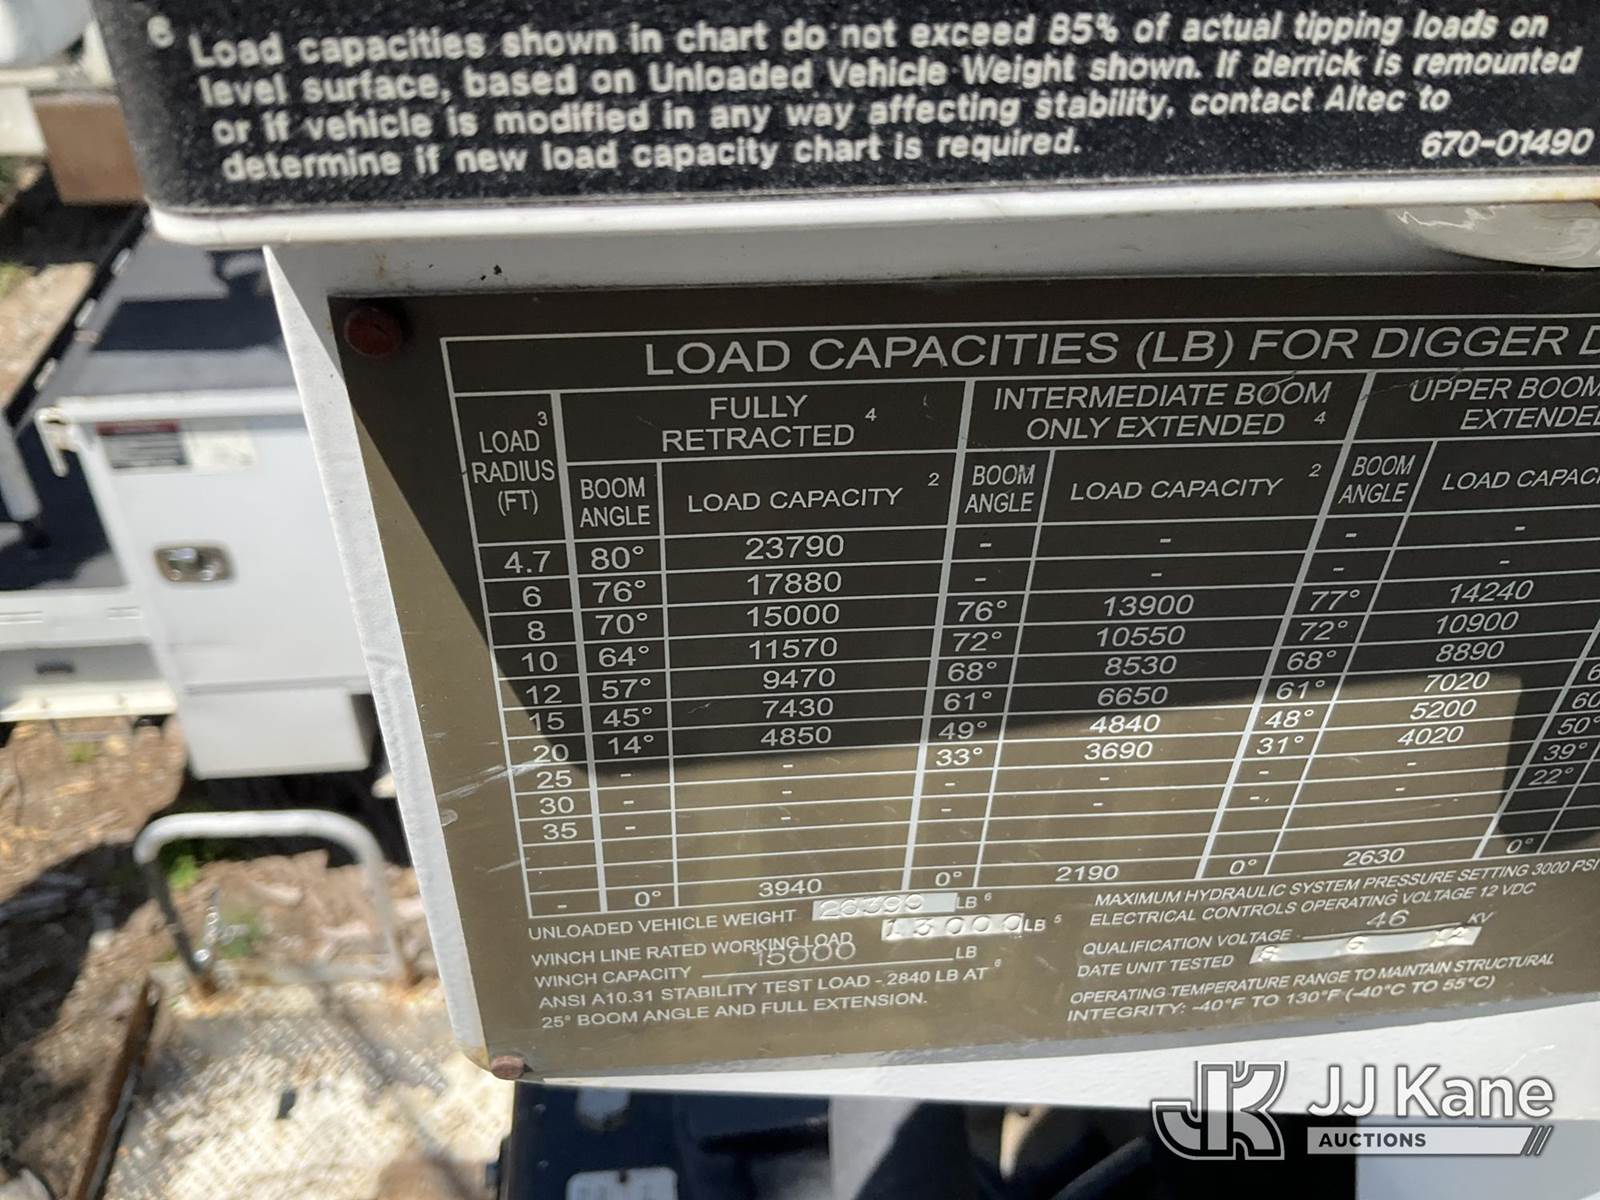 6 Load capacities shown in chart do not exceed 85% of actual tipping loads on
level surface, based on Unloaded Vehicle Weight shown. If derrick is remounted
or if vehicle is modified in any way affecting stability, contact Altec to
determine if new load capacity chart is required.
670-01490
LOAD CAPACITIES (LB) FOR DIGGER D
LOAD 3
RADIUS
(FT)
FULLY
RETRACTED 4
INTERMEDIATE BOOM
ONLY EXTENDED 4
UPPER BOOM
EXTENDED
BOOM
ANGLE
LOAD CAPACITY 2
BOOM
ANGLE
LOAD CAPACITY 2
BOOM
ANGLE
LOAD CAPACI
4.7 80° 23790 - - - -
6 76° 17880 - - - -
8 70° 15000 76° 13900 77° 14240
10 64° 11570 72° 10550 72° 10900
12 57° 9470 68° 8530 68° 8890
15 45° 7430 61° 6650 61° 7020 6
20 14° 4850 49° 4840 48° 5200 60
25 - - 33° 3690 31° 4020 50°
30 - - - - - - 39°
35 - - - - - - 22°
-
- 0° 3940 0° 2190 0° 2630 0°
UNLOADED VEHICLE WEIGHT 26399 LB 6
WINCH LINE RATED WORKING LOAD 13000 LB 5
WINCH CAPACITY 15000 LB
ANSI A10.31 STABILITY TEST LOAD - 2840 LB AT 6
25° BOOM ANGLE AND FULL EXTENSION.
MAXIMUM HYDRAULIC SYSTEM PRESSURE SETTING 3000 PSI
ELECTRICAL CONTROLS OPERATING VOLTAGE 12 VDC
QUALIFICATION VOLTAGE 46 KV
DATE UNIT TESTED
OPERATING TEMPERATURE RANGE TO MAINTAIN STRUCTURAL
INTEGRITY: -40°F TO 130°F (-40°C TO 55°C)
JJ Kane
AUCTIONS